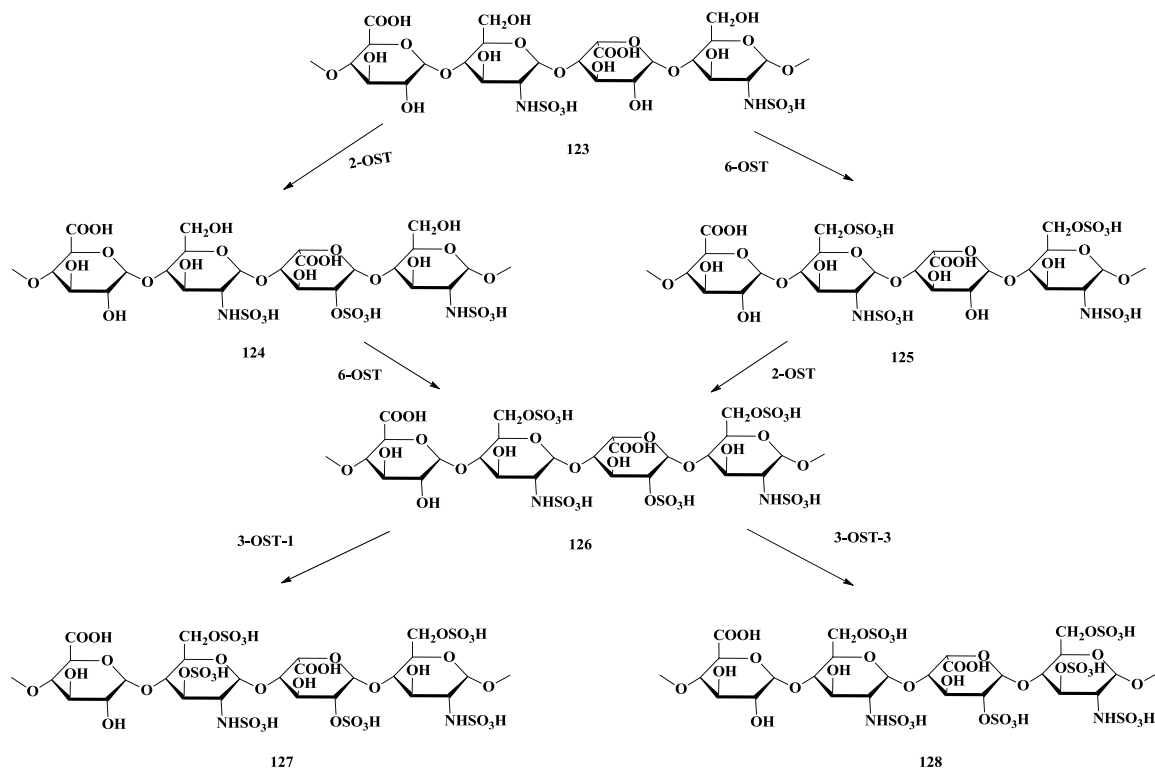 COOH CH2OH CH2OH
O O O O
OH OH COOH OH OH
O O O O O
OH NHSO3H OH NHSO3H
123
2-OST 6-OST
COOH CH2OH CH2OH
O O O O
OH OH COOH OH OH
O O O O O
OH NHSO3H OSO3H NHSO3H
124
COOH CH2OSO3H CH2OSO3H
O O O O
OH OH COOH OH OH
O O O O O
OH NHSO3H OH NHSO3H
125
6-OST 2-OST
COOH CH2OSO3H CH2OSO3H
O O O O
OH OH COOH OH OH
O O O O O
OH NHSO3H OSO3H NHSO3H
126
3-OST-1 3-OST-3
COOH CH2OSO3H CH2OSO3H
O O O O
OH OSO3H COOH OH OH
O O O O O
OH NHSO3H OSO3H NHSO3H
127
COOH CH2OSO3H CH2OSO3H
O O O O
OH OH COOH OH OSO3H
O O O O O
OH NHSO3H OSO3H NHSO3H
128